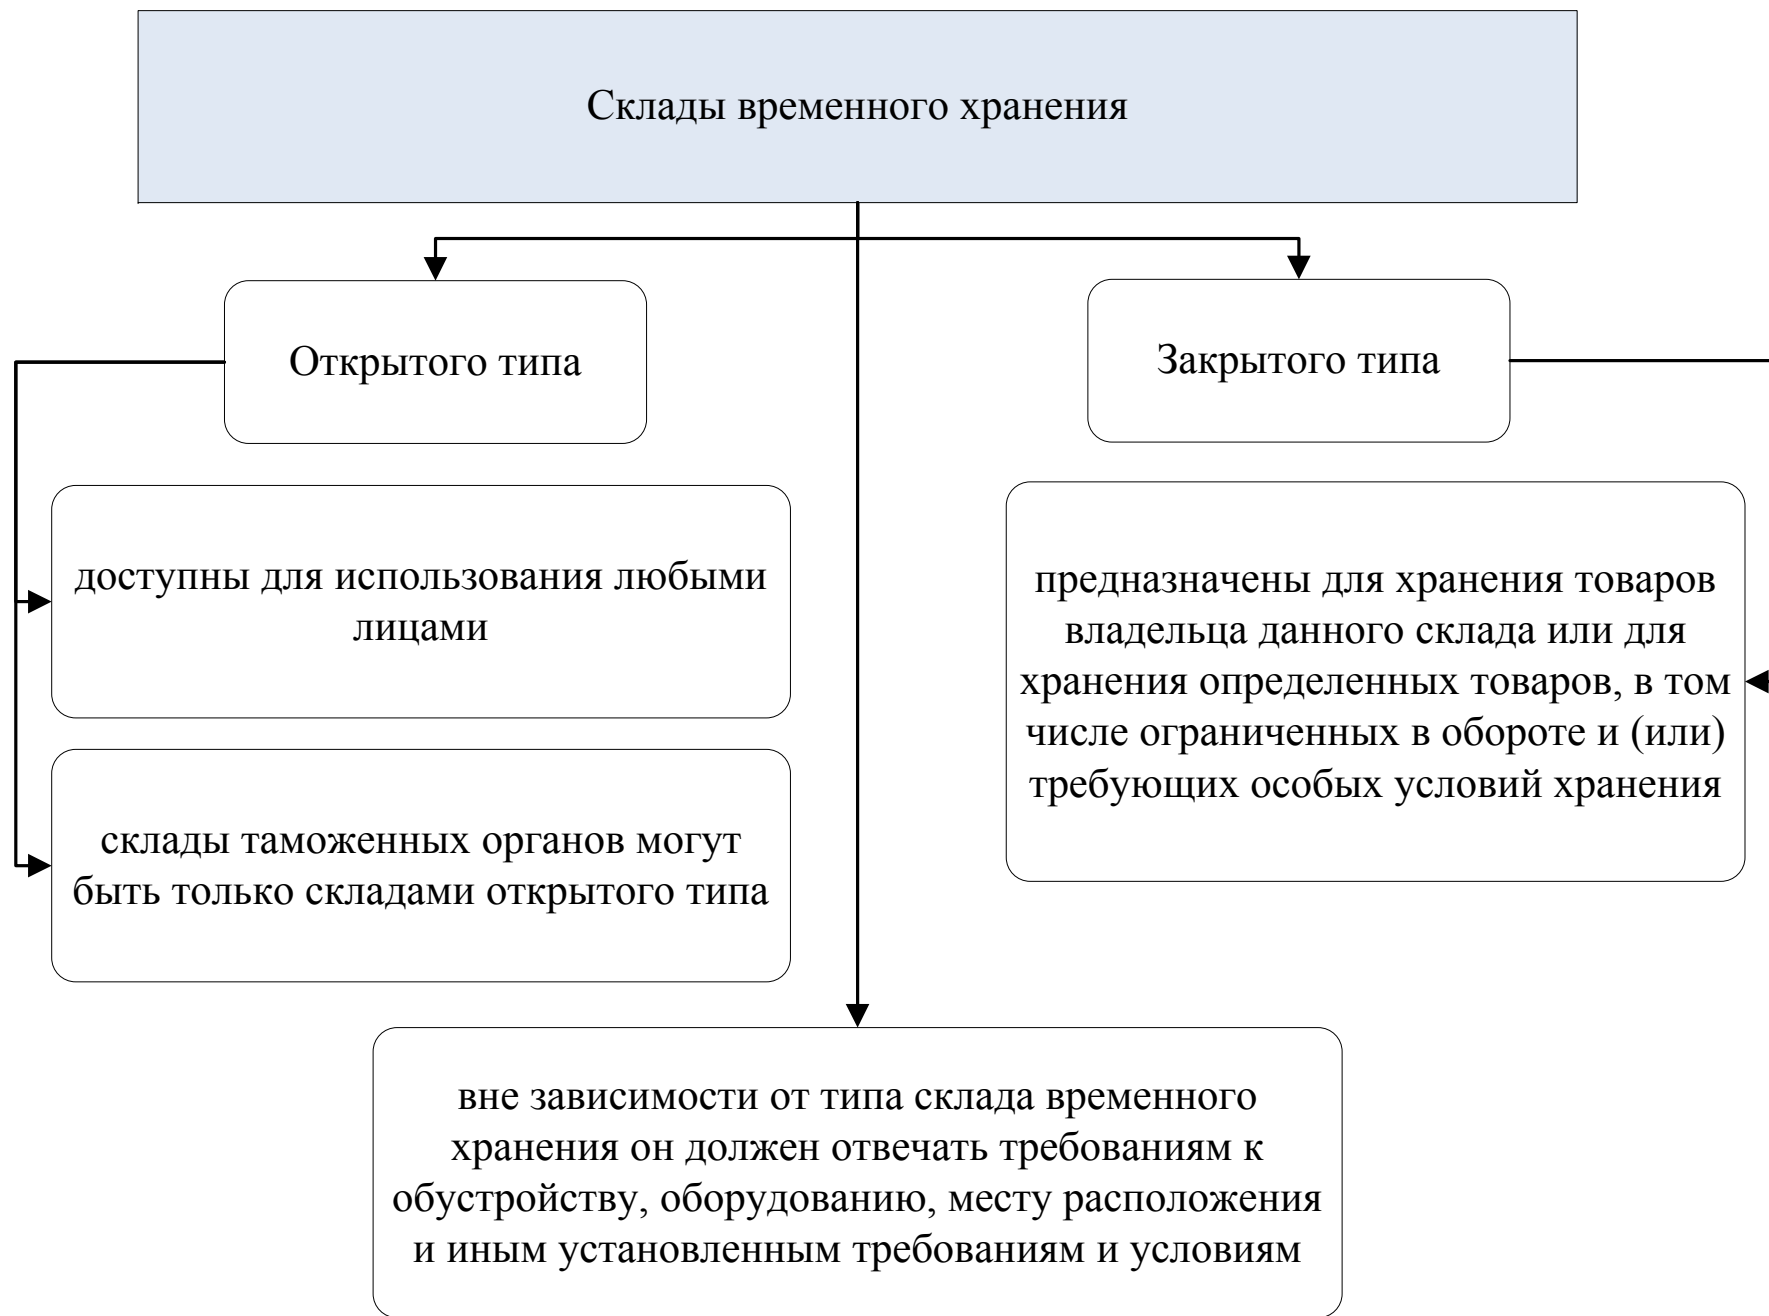 Склады временного хранения
Открытого типа
Закрытого типа
доступны для использования любыми
лицами
склады таможенных органов могут
быть только складами открытого типа
предназначены для хранения товаров
владельца данного склада или для
хранения определенных товаров, в том
числе ограниченных в обороте и (или)
требующих особых условий хранения
вне зависимости от типа склада временного
хранения он должен отвечать требованиям к
обустройству, оборудованию, месту расположения
и иным установленным требованиям и условиям